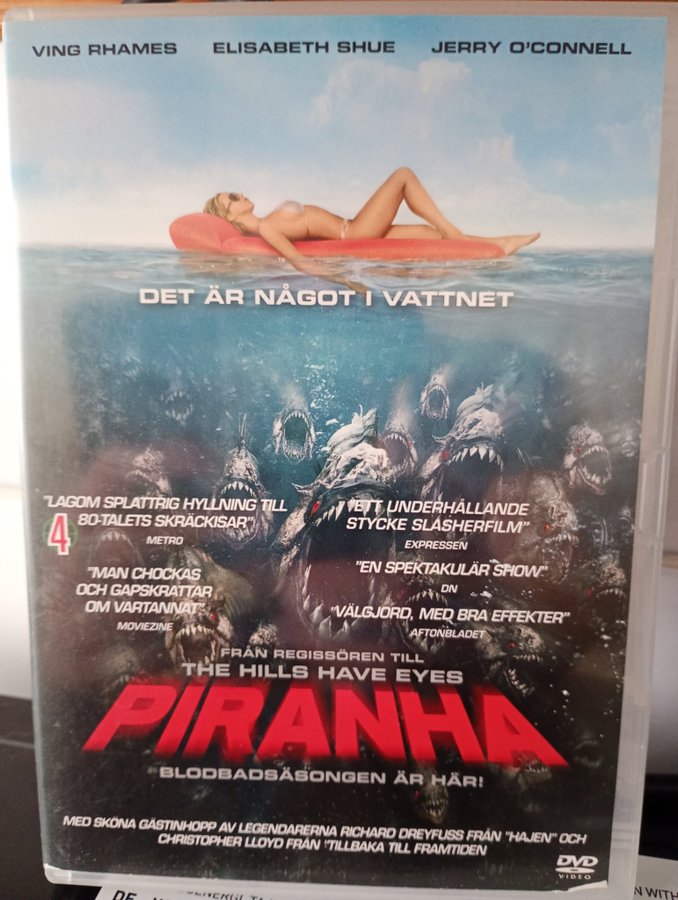 VING RHAMES ELISABETH SHUE JERRY O'CONNELL
DET ÄR NÅGOT I VATTNET
"LAGOM SPLATTRIG HYLLNING TILL
80-TALETS SKRÄCKISAR"
4
METRO
"ETT UNDERHÅLLANDE
STYCKE SLASHERFILM"
EXPRESSEN
"MAN CHOCKAS
OCH GAPSKRATTAR
OM VARTANNAT"
MOVIEZINE
"EN SPEKTAKULÄR SHOW"
DN
"VÄLGJORD, MED BRA EFFEKTER"
AFTONBLADET
FRÅN REGISSÖREN TILL
THE HILLS HAVE EYES
PIRANHA
BLODBADSÄSONGEN ÄR HÄR!
MED SKÖNA GÄSTINHOPP AV LEGENDARERNA RICHARD DREYFUSS FRÅN "HAJEN" OCH
CHRISTOPHER LLOYD FRÅN "TILLBAKA TILL FRAMTIDEN
DVD
VIDEO